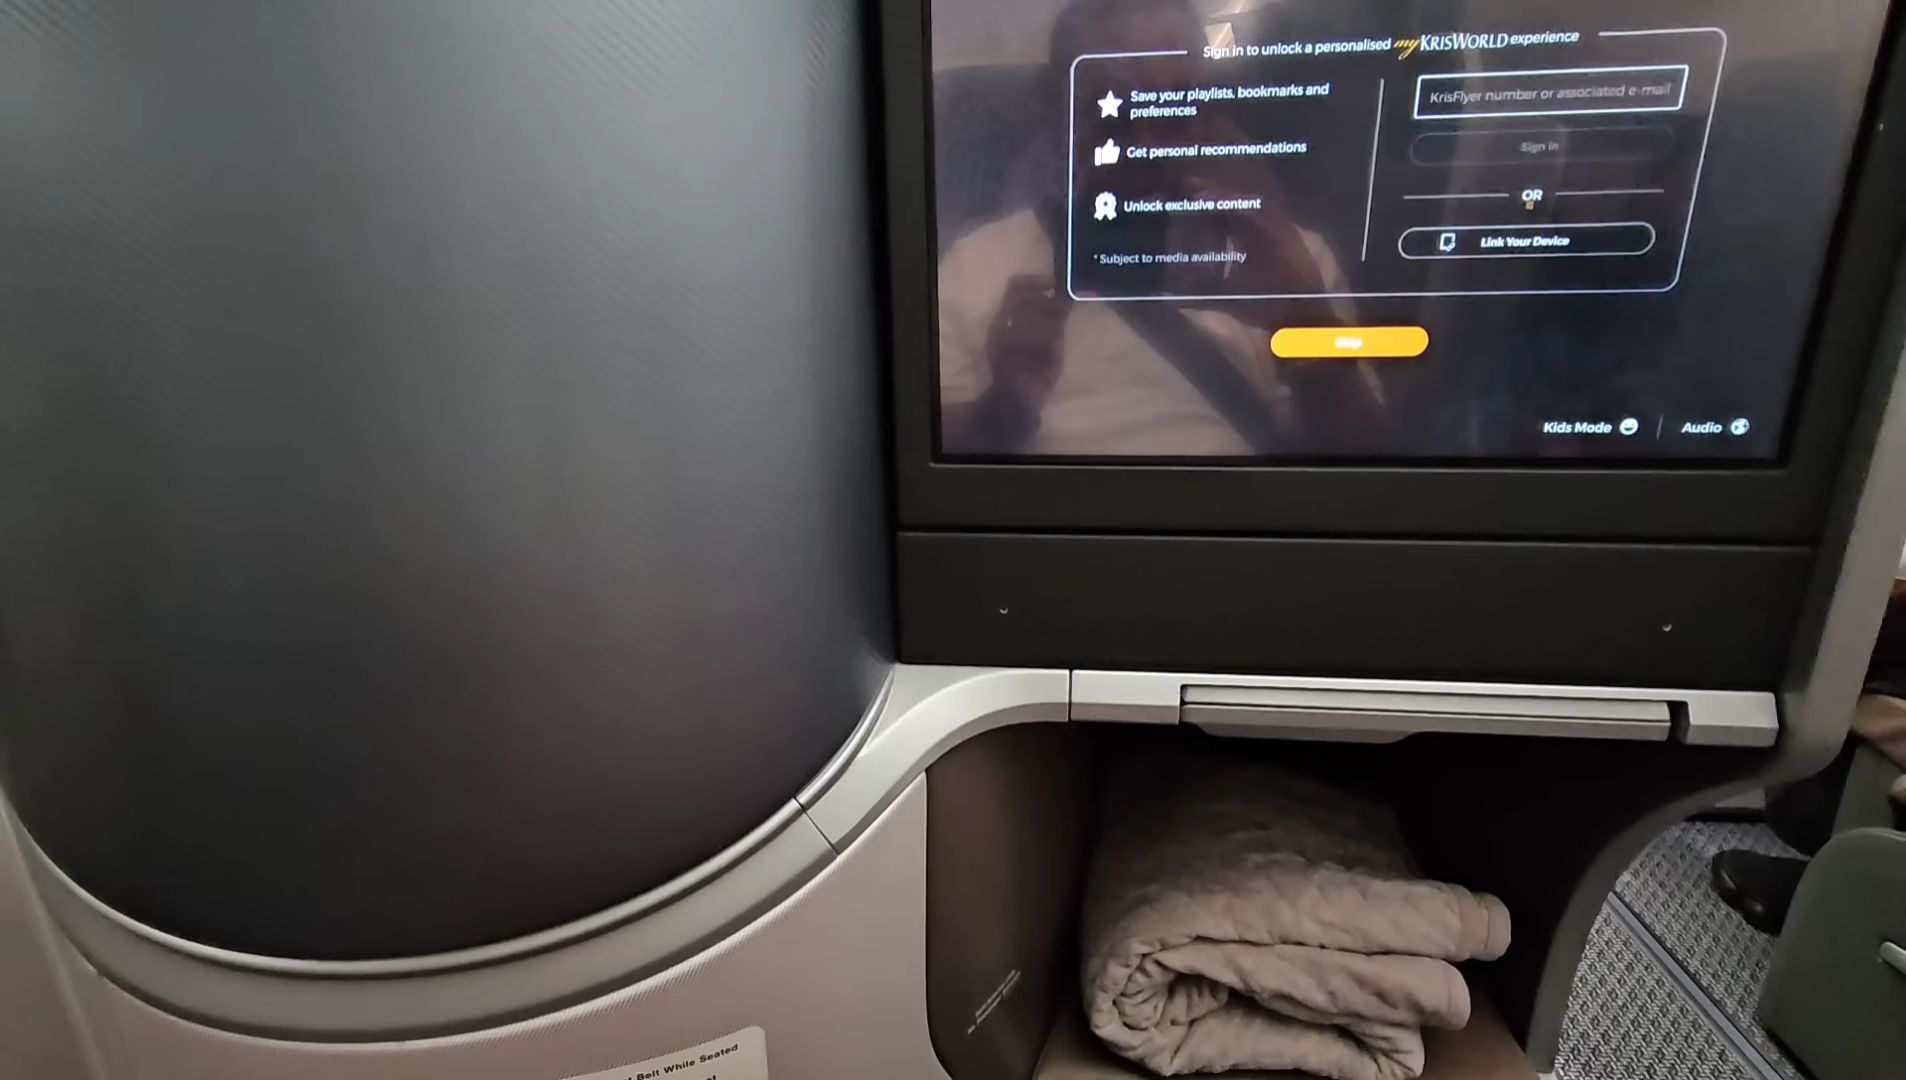 Sign in to unlock a personalised myKRISWORLD experience
Save your playlists, bookmarks and
preferences
Get personal recommendations
Unlock exclusive content
* Subject to media availability
KrisFlyer number or associated e-mail
Sign in
OR
Link Your Device
Skip
Kids Mode
Audio
Belt While Seated